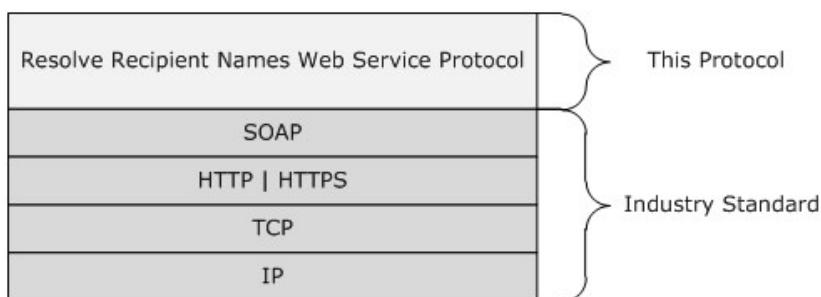 Resolve Recipient Names Web Service Protocol
This Protocol
SOAP
HTTP | HTTPS
TCP
IP
Industry Standard